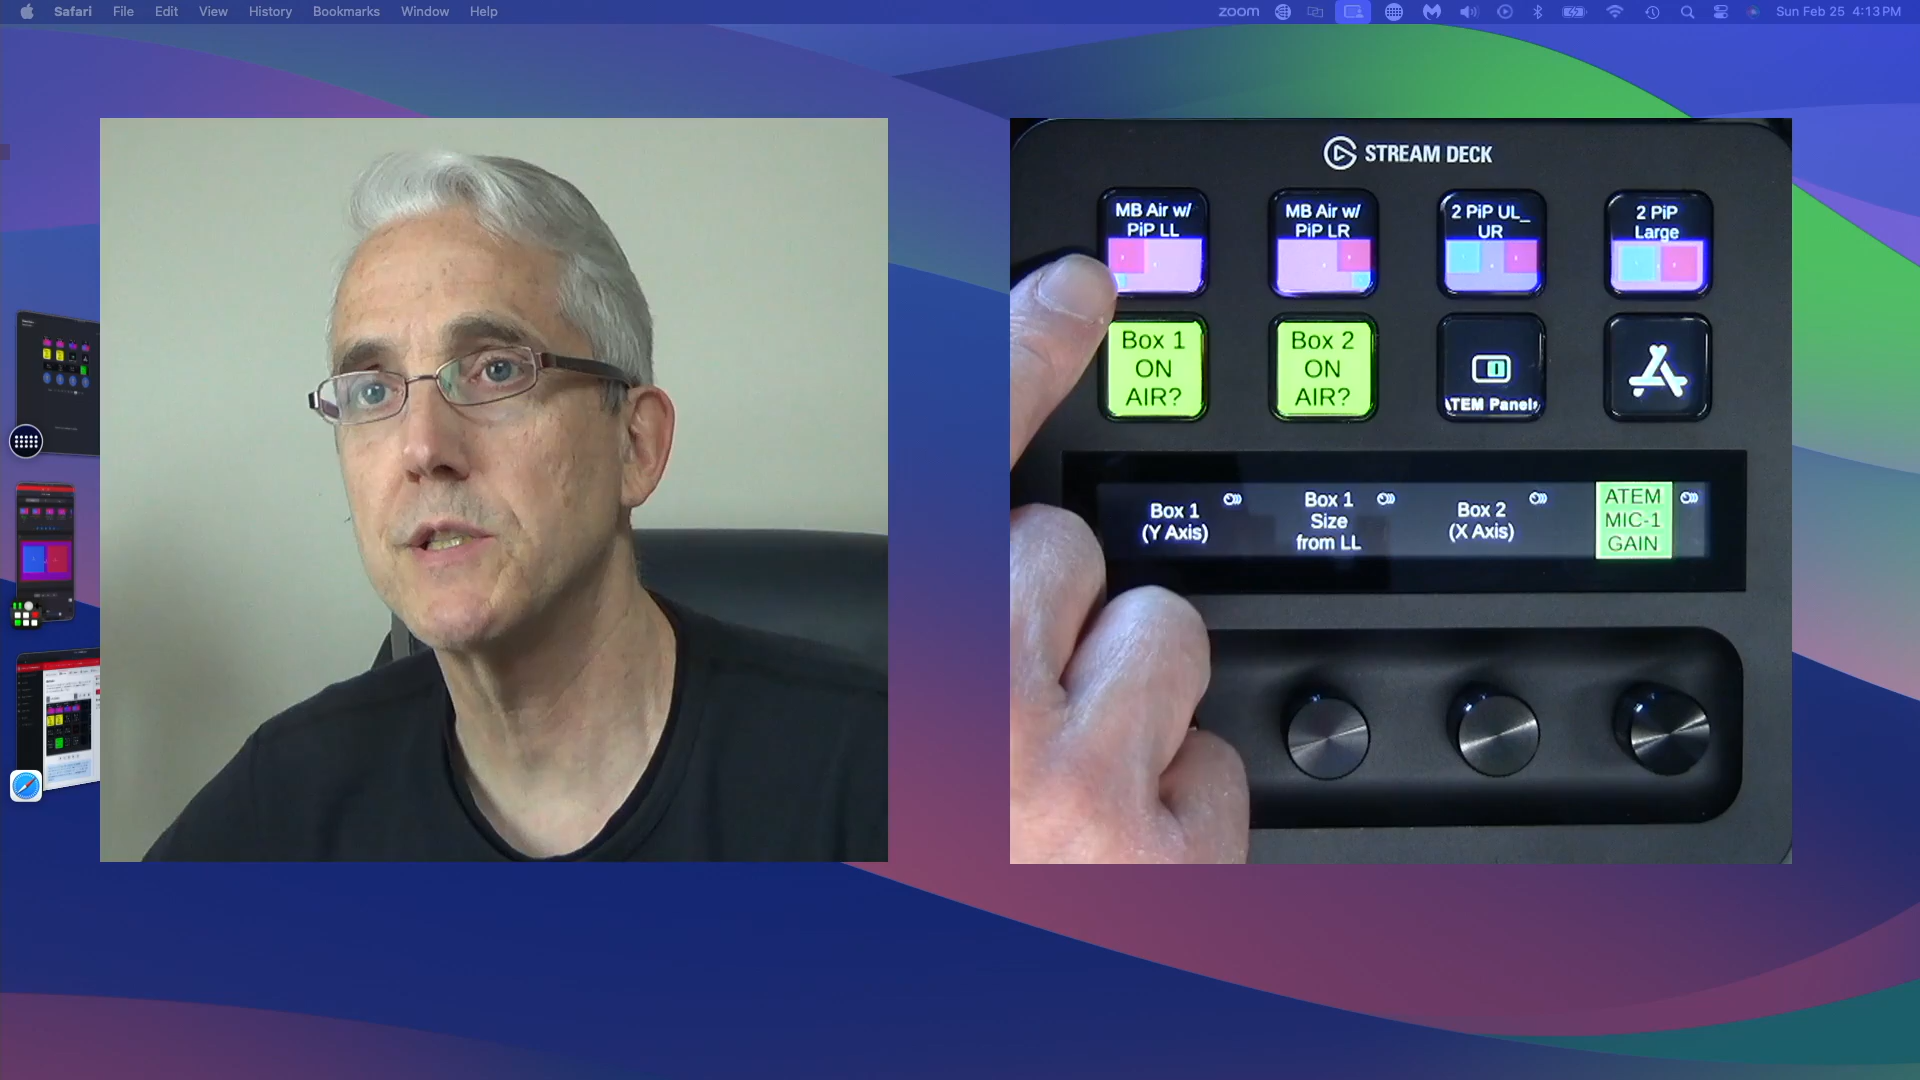 Safari File Edit View History Bookmarks Window Help
zoom
Sun Feb 25 4:13 PM
STREAM DECK
MB Air w/
PiP LL
MB Air w/
PiP LR
2 PiP UL_
UR
2 PiP
Large
Box 1
ON
AIR?
Box 2
ON
AIR?
ATEM Panel
Box 1
(Y Axis)
Box 1
Size
from LL
Box 2
(X Axis)
ATEM
MIC-1
GAIN